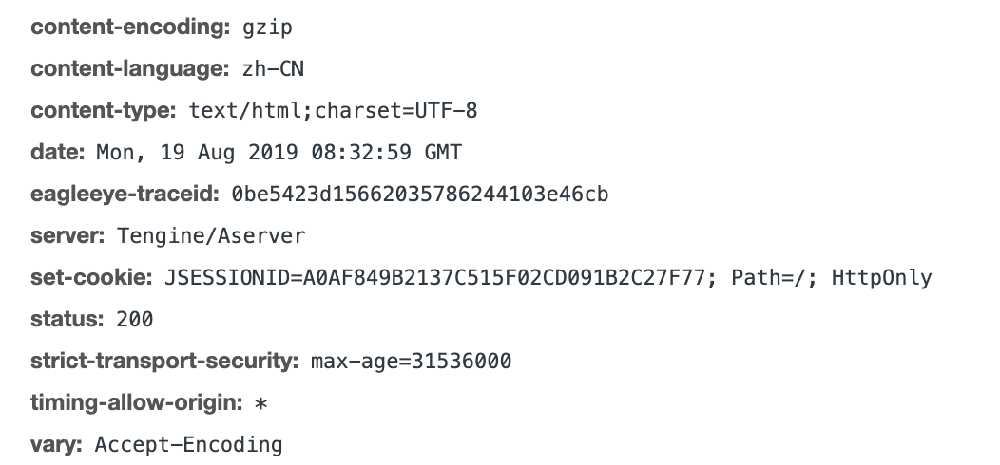 content-encoding: gzip
content-language: zh-CN
content-type: text/html;charset=UTF-8
date: Mon, 19 Aug 2019 08:32:59 GMT
eagleeye-traceid: 0be5423d15662035786244103e46cb
server: Tengine/Aserver
set-cookie: JSESSIONID=A0AF849B2137C515F02CD091B2C27F77; Path=/; HttpOnly
status: 200
strict-transport-security: max-age=31536000
timing-allow-origin: *
vary: Accept-Encoding